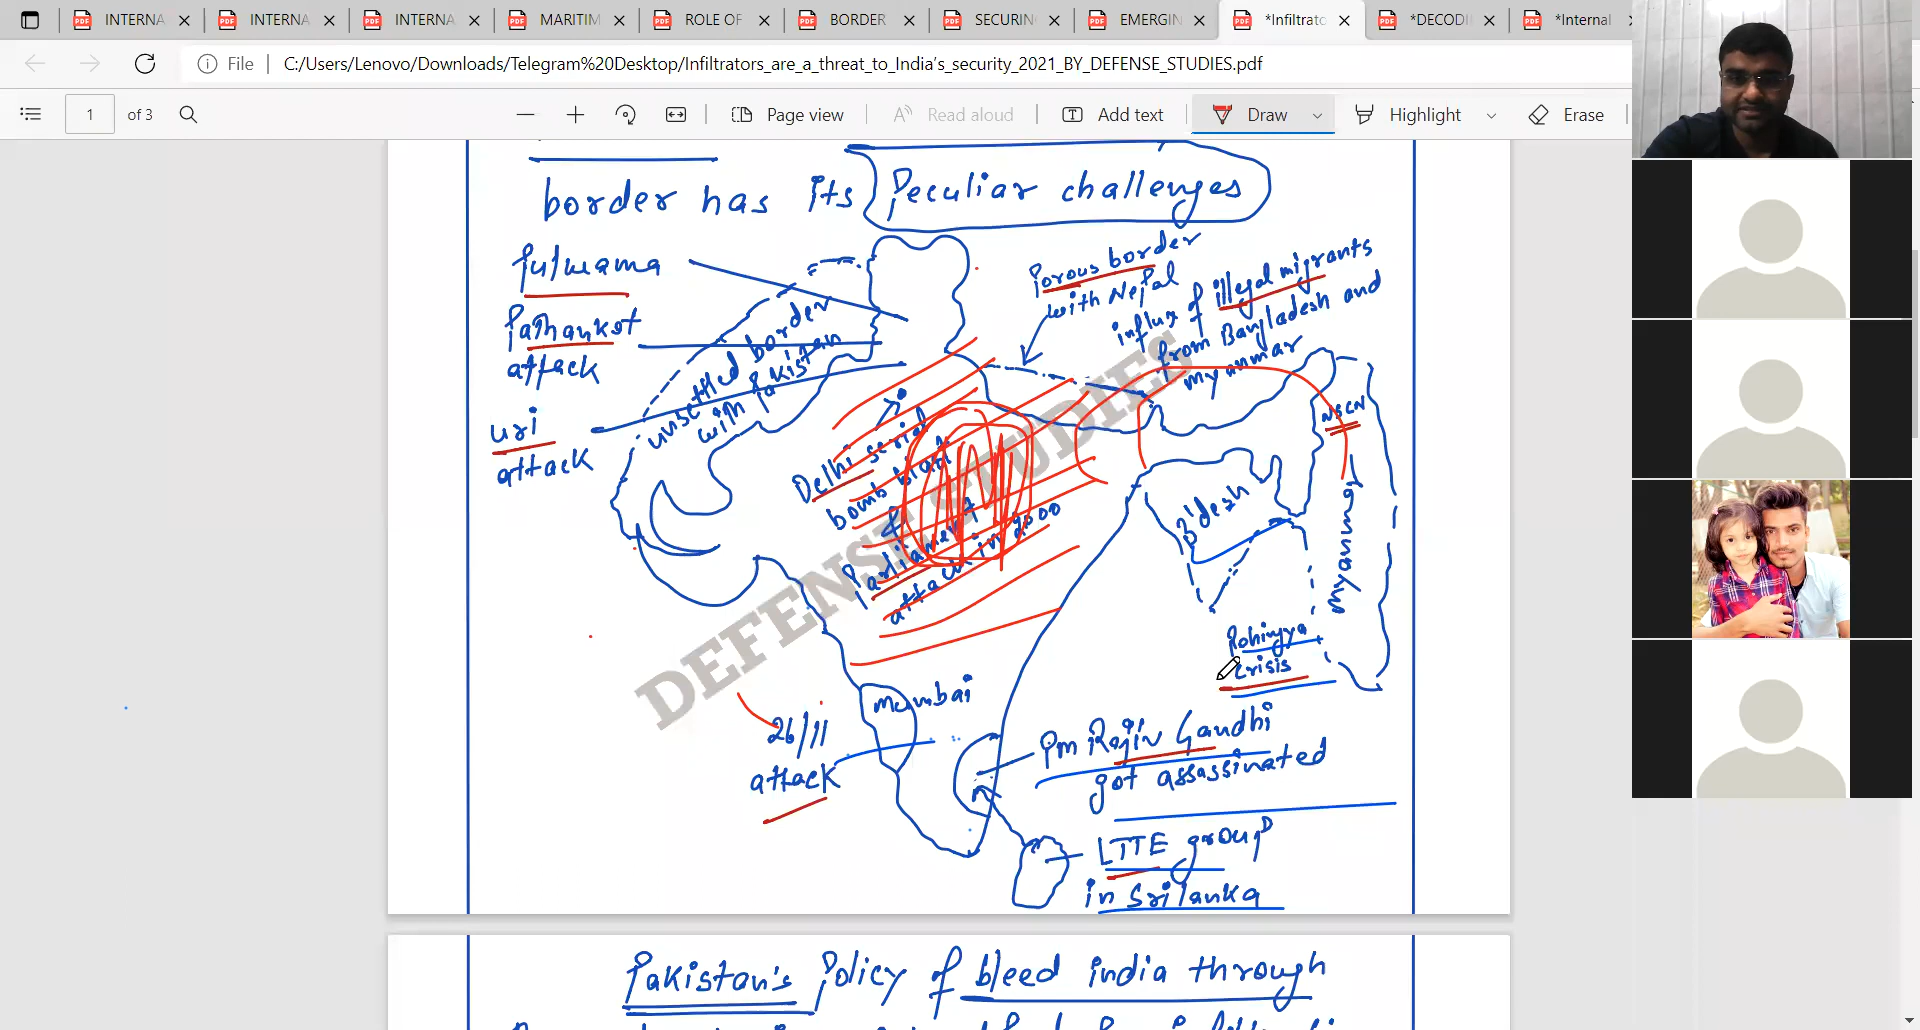 INTERNA
INTERNA
INTERNA
MARITIM
ROLE OF
BORDER
SECURIN
EMERGIN
*Infiltrato
*DECODI
*Internal
File
C:/Users/Lenovo/Downloads/Telegram%20Desktop/Infiltrators_are_a_threat_to_India's_security_2021_BY_DEFENSE_STUDIES.pdf
1 of 3
Page view
Read aloud
Add text
Draw
Highlight
Erase
border has its Peculiar challenges
Pulwama
Pathankot
attack
uri
attack
unsettled border
with Pakistan
Porous border
with Nepal
influx of illegal migrants
from Bangladesh and
myanmar
NSCN
Delhi serial
bomb blast
&
Parliament
attack in 2000
B'desh
myanmar
Rohingya
crisis
DEFENSE STUDIES
mumbai
26/11
attack
Pm Rajiv Gandhi
got assassinated
LTTE group
in Srilanka
Pakistan's Policy of bleed india through